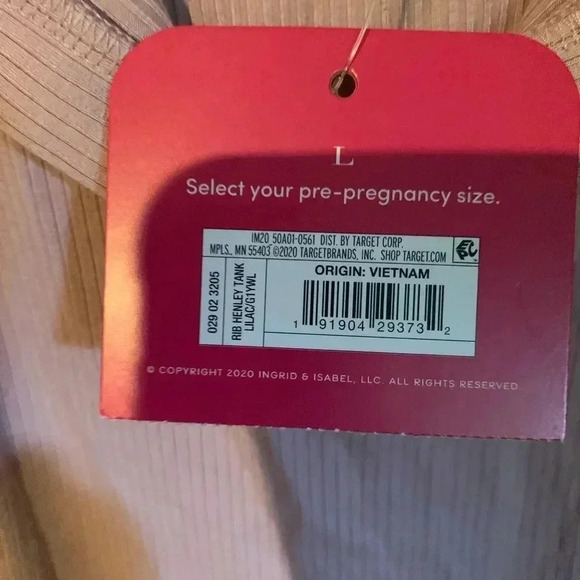 L
Select your pre-pregnancy size.
IM20 50A01-0561 DIST. BY TARGET CORP.
MPLS., MN 55403 ©2020 TARGETBRANDS, INC. SHOP TARGET.COM
029 02 3205
RIB HENLEY TANK
LILAC/G1YWL
ORIGIN: VIETNAM
1 91904 29373 2
© COPYRIGHT 2020 INGRID & ISABEL, LLC. ALL RIGHTS RESERVED